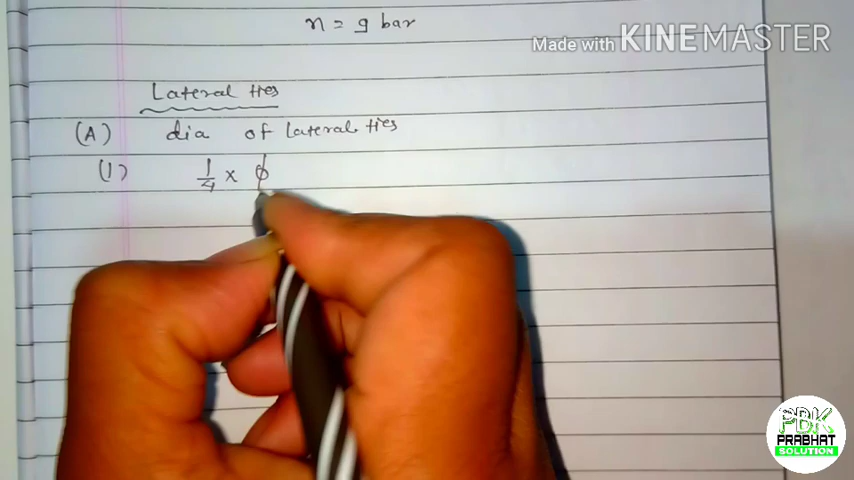 n = 9 bar
Made with KINEMASTER
Lateral ties
(A) dia of lateral ties
(1) 1/4 x φ
PBK
PRABHAT
SOLUTION